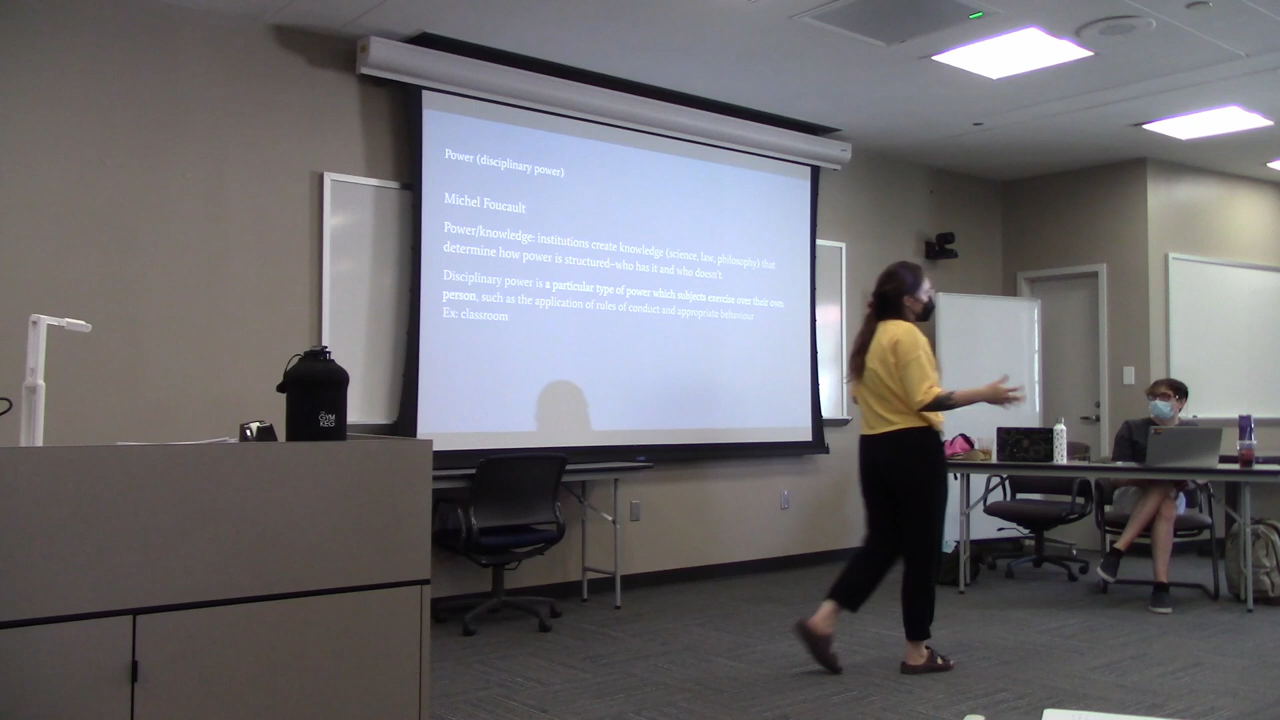 Power (disciplinary power)
Michel Foucault
Power/knowledge: institutions create knowledge (science, law, philosophy) that
determine how power is structured–who has it and who doesn't.
Disciplinary power is a particular type of power which subjects exercise over their own
person, such as the application of rules of conduct and appropriate behaviour
Ex: classroom
THE
GYM
KEG